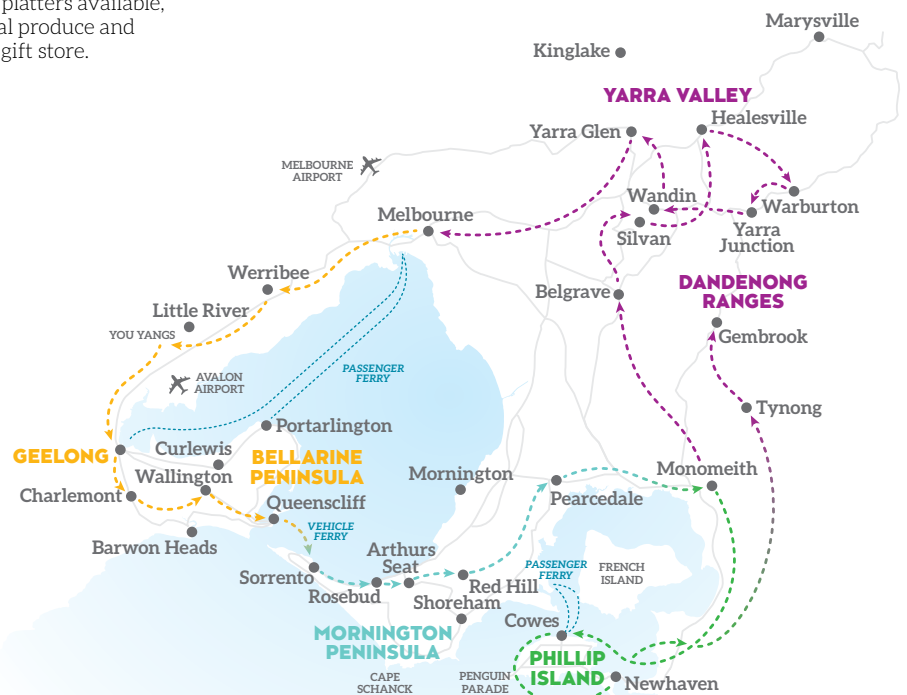 platters available,
al produce and
gift store.
Marysville
Kinglake
YARRA VALLEY
Healesville
Yarra Glen
MELBOURNE
AIRPORT
Wandin
Warburton
Melbourne
Silvan
Yarra
Junction
Werribee
DANDENONG
RANGES
Belgrave
Little River
YOU YANGS
Gembrook
PASSENGER
FERRY
AVALON
AIRPORT
Tynong
Portarlington
GEELONG
Curlewis
BELLARINE
PENINSULA
Wallington
Mornington
Monomeith
Charlemont
Queenscliff
Pearcedale
VEHICLE
FERRY
Barwon Heads
Arthurs
Seat
PASSENGER
FERRY
FRENCH
ISLAND
Sorrento
Rosebud
Red Hill
Shoreham
Cowes
MORNINGTON
PENINSULA
PHILLIP
ISLAND
CAPE
SCHANCK
PENGUIN
PARADE
Newhaven